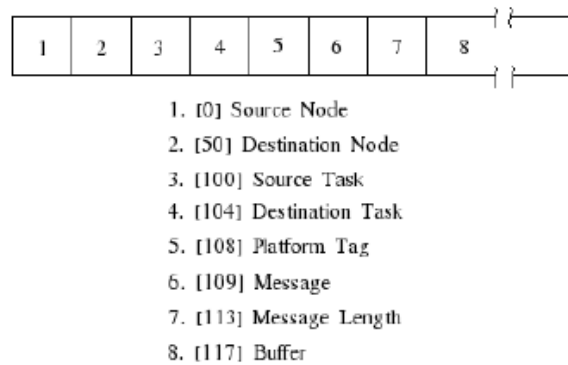 1 2 3 4 5 6 7 8
1. [0] Source Node
2. [50] Destination Node
3. [100] Source Task
4. [104] Destination Task
5. [108] Platform Tag
6. [109] Message
7. [113] Message Length
8. [117] Buffer